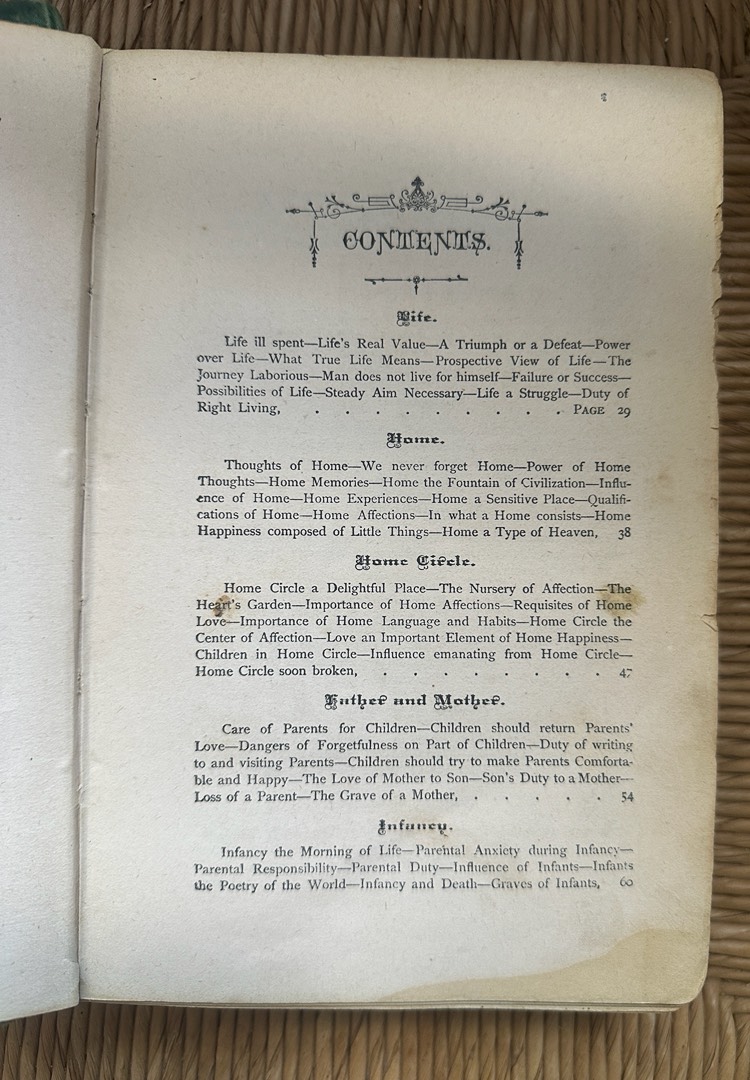 CONTENTS.
Life.
Life ill spent—Life's Real Value—A Triumph or a Defeat—Power
over Life—What True Life Means—Prospective View of Life—The
Journey Laborious—Man does not live for himself—Failure or Success—
Possibilities of Life—Steady Aim Necessary—Life a Struggle—Duty of
Right Living, . . . . . . . . . . PAGE 29
Home.
Thoughts of Home—We never forget Home—Power of Home
Thoughts—Home Memories—Home the Fountain of Civilization—Influ-
ence of Home—Home Experiences—Home a Sensitive Place—Qualifi-
cations of Home—Home Affections—In what a Home consists—Home
Happiness composed of Little Things—Home a Type of Heaven, 38
Home Circle.
Home Circle a Delightful Place—The Nursery of Affection—The
Heart's Garden—Importance of Home Affections—Requisites of Home
Love—Importance of Home Language and Habits—Home Circle the
Center of Affection—Love an Important Element of Home Happiness—
Children in Home Circle—Influence emanating from Home Circle—
Home Circle soon broken, . . . . . . . . 47
Father and Mother.
Care of Parents for Children—Children should return Parents'
Love—Dangers of Forgetfulness on Part of Children—Duty of writing
to and visiting Parents—Children should try to make Parents Comforta-
ble and Happy—The Love of Mother to Son—Son's Duty to a Mother—
Loss of a Parent—The Grave of a Mother, . . . . . 54
Infancy.
Infancy the Morning of Life—Parental Anxiety during Infancy—
Parental Responsibility—Parental Duty—Influence of Infants—Infants
the Poetry of the World—Infancy and Death—Graves of Infants, 60